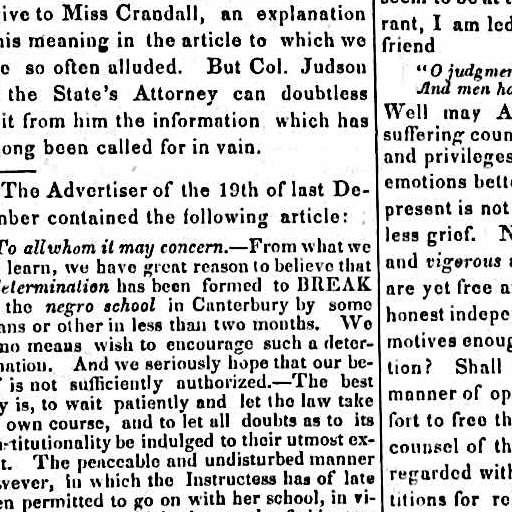 ive to Miss Crandall, an explanation
his meaning in the article to which we
e so often alluded. But Col. Judson
the State's Attorney can doubtless
it from him the information which has
ong been called for in vain.
The Advertiser of the 19th of last De-
mber contained the following article:
To all whom it may concern.—From what we
learn, we have great reason to believe that
determination has been formed to BREAK
the negro school in Canterbury by some
ans or other in less than two months. We
no means wish to encourage such a deter-
nation. And we seriously hope that our be-
is not sufficiently authorized.—The best
y is, to wait patiently and let the law take
own course, and to let all doubts as to its
n-titutionality be indulged to their utmost ex-
t. The peaceable and undisturbed manner
wever, in which the Instructess has of late
en permitted to go on with her school, in vi-
rant, I am led
friend
"O judgmen
And men ha
Well may A
suffering coun
and privileges
emotions bette
present is not
less grief. N
and vigorous
are yet free a
honest indepe
motives enoug
tion? Shall
manner of op
fort to free th
counsel of th
regarded with
titions for re